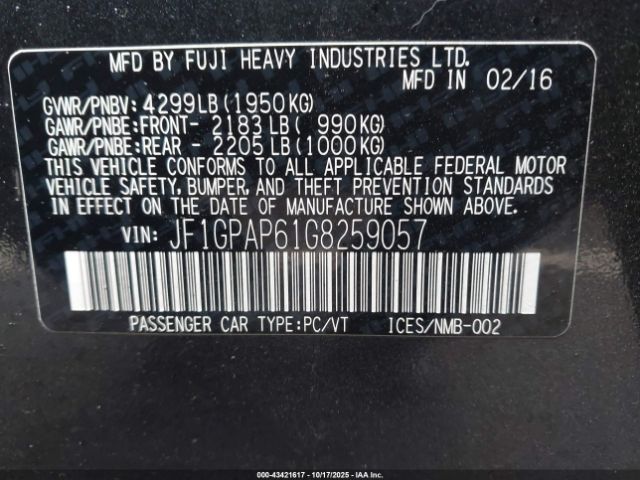 MFD BY FUJI HEAVY INDUSTRIES LTD.
MFD IN 02/16
GVWR/PNBV: 4299LB(1950KG)
GAWR/PNBE:FRONT- 2183LB( 990KG)
GAWR/PNBE:REAR - 2205LB(1000KG)
THIS VEHICLE CONFORMS TO ALL APPLICABLE FEDERAL MOTOR
VEHICLE SAFETY, BUMPER, AND THEFT PREVENTION STANDARDS
IN EFFECT ON THE DATE OF MANUFACTURE SHOWN ABOVE.
VIN: JF1GPAP61G8259057
PASSENGER CAR TYPE:PC/VT ICES/NMB-002
000-43421617 - 10/17/2025 - IAA Inc.